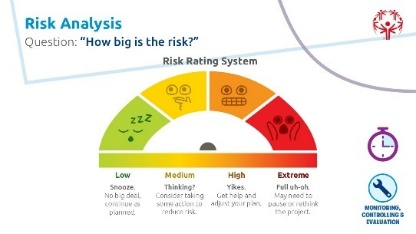 Risk Analysis
Question: “How big is the risk?”
Risk Rating System
zzz
Low
Medium
High
Extreme
Snooze.
No big deal,
continue as
planned.
Thinking?
Consider taking
some action to
reduce risk.
Yikes.
Get help and
adjust your plan.
Full uh-oh.
May need to
pause or rethink
the project.
MONITORING,
CONTROLLING &
EVALUATION